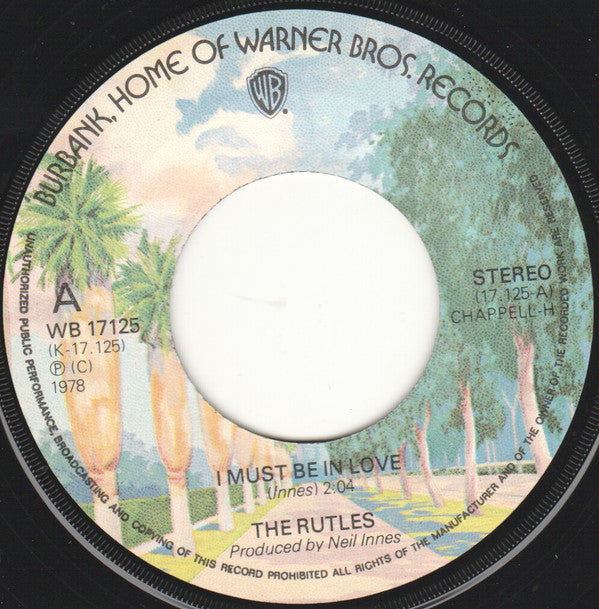 "BURBANK, HOME OF WARNER BROS. RECORDS
WB
A
WB 17125
(K-17.125)
Ⓟ (C)
1978
STEREO
(17.125-A)
CHAPPELL-H
I MUST BE IN LOVE
(Innes) 2:04
THE RUTLES
Produced by Neil Innes
UNAUTHORIZED PUBLIC PERFORMANCE, BROADCASTING AND COPYING OF THIS RECORD PROHIBITED ALL RIGHTS OF THE MANUFACTURER AND OF THE OWNER OF THE RECORDED WORK ARE RESERVED